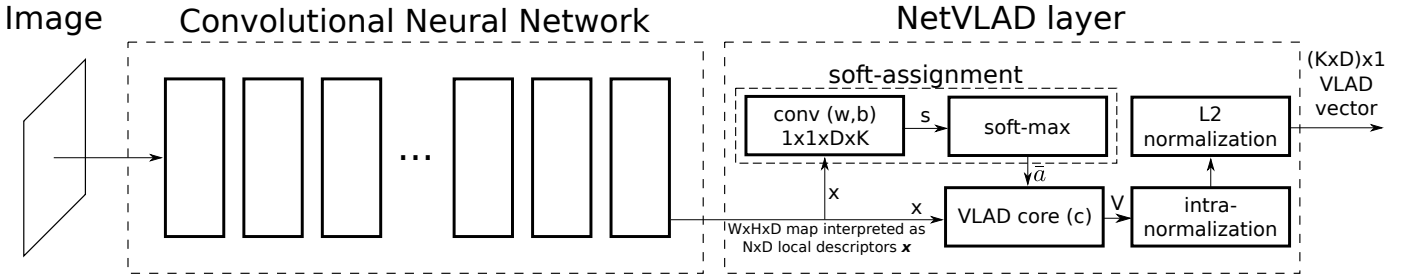 Image
Convolutional Neural Network
NetVLAD layer
soft-assignment
conv (w,b)
1x1xDxK
s
soft-max
L2
normalization
(KxD)x1
VLAD
vector
...
x
ā
x
VLAD core (c)
V
intra-
normalization
WxHxD map interpreted as
NxD local descriptors x